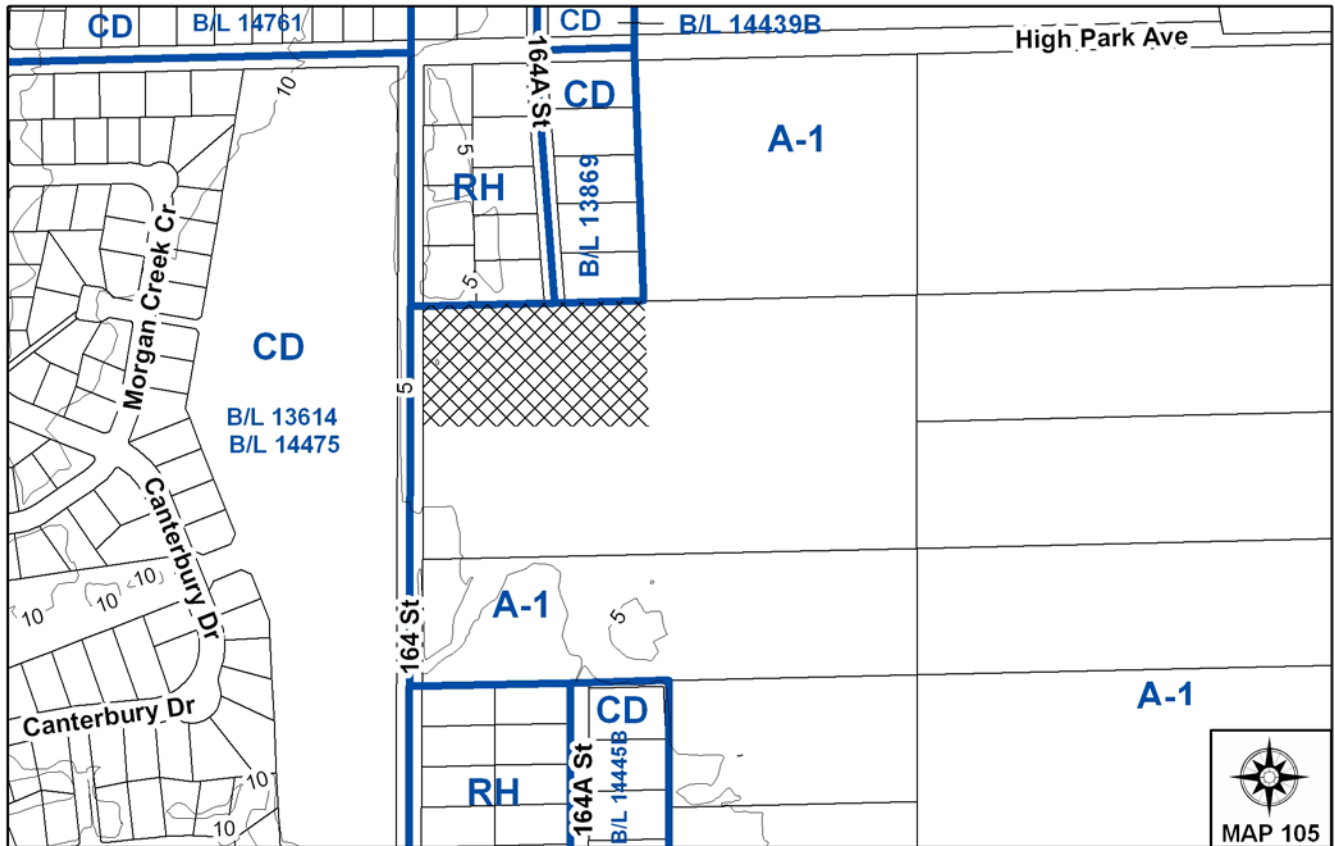 CD
B/L 14761
CD
B/L 14439B
High Park Ave
164A St
CD
10
A-1
5
RH
B/L 13869
Morgan Creek Cr
5
CD
5
B/L 13614
B/L 14475
Canterbury Dr
10
10
10
A-1
5
164 St
Canterbury Dr
CD
A-1
164A St
B/L 14445B
RH
10
10
MAP 105